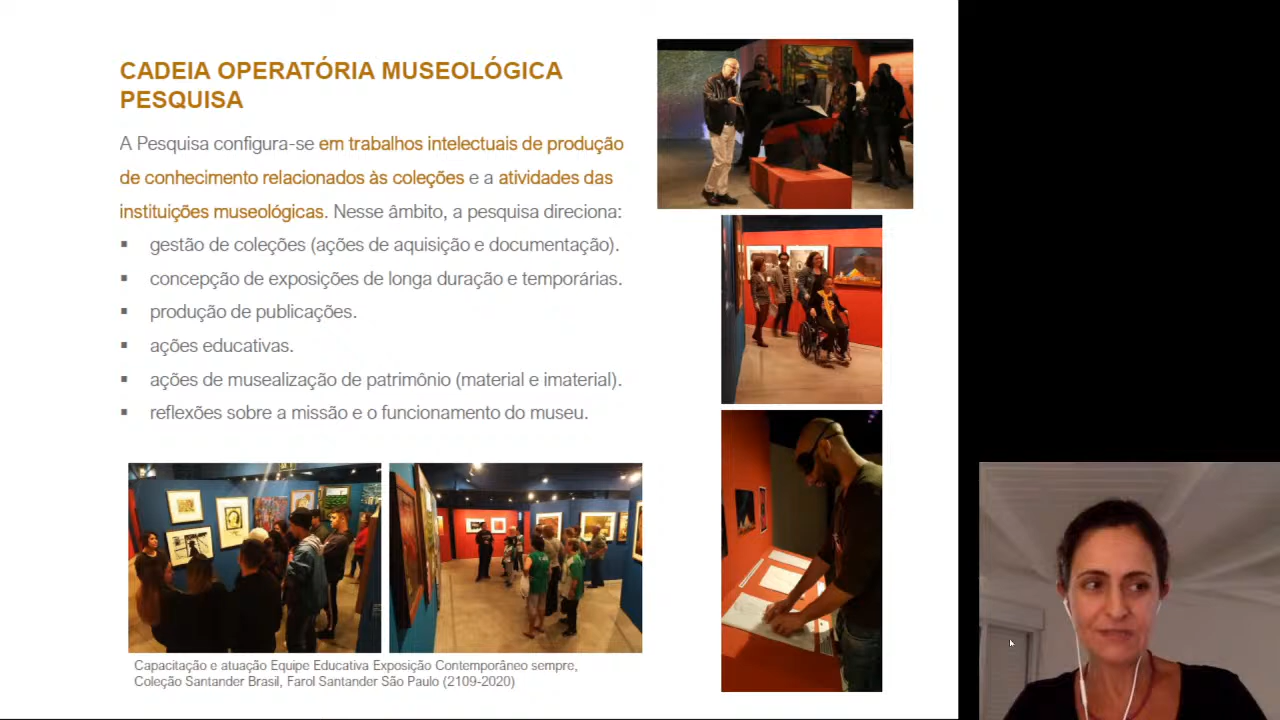 CADEIA OPERATÓRIA MUSEOLÓGICA
PESQUISA
A Pesquisa configura-se em trabalhos intelectuais de produção
de conhecimento relacionados às coleções e a atividades das
instituições museológicas. Nesse âmbito, a pesquisa direciona:
▪ gestão de coleções (ações de aquisição e documentação).
▪ concepção de exposições de longa duração e temporárias.
▪ produção de publicações.
▪ ações educativas.
▪ ações de musealização de patrimônio (material e imaterial).
▪ reflexões sobre a missão e o funcionamento do museu.
Capacitação e atuação Equipe Educativa Exposição Contemporâneo sempre,
Coleção Santander Brasil, Farol Santander São Paulo (2109-2020)